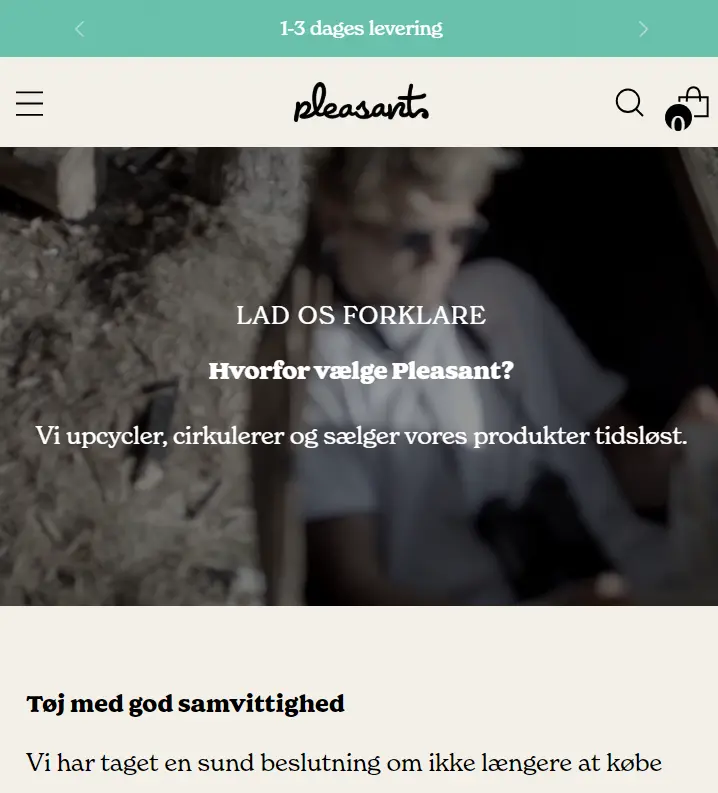 1-3 dages levering
pleasant
0
LAD OS FORKLARE
Hvorfor vælge Pleasant?
Vi upcycler, cirkulerer og sælger vores produkter tidsløst.
Tøj med god samvittighed
Vi har taget en sund beslutning om ikke længere at købe